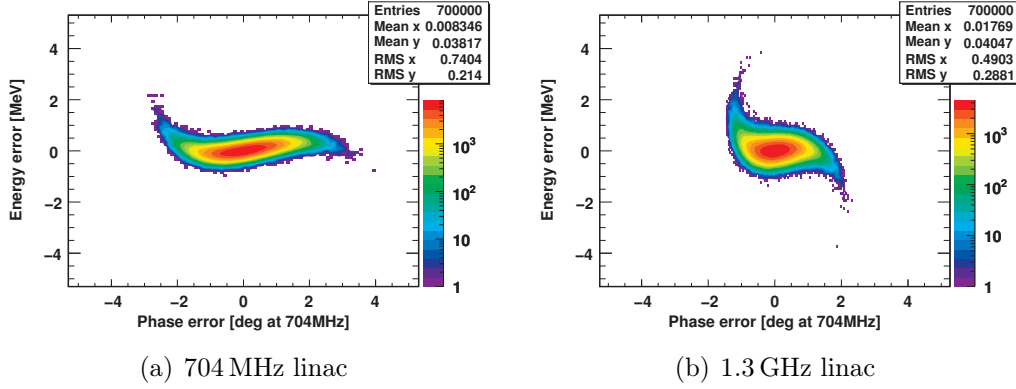 Entries 700000
Mean x 0.008346
Mean y 0.03817
RMS x 0.7404
RMS y 0.214
Energy error [MeV]
4
2
0
−2
−4
−4 −2 0 2 4
Phase error [deg at 704MHz]
10³
10²
10
1
(a) 704 MHz linac
Entries 700000
Mean x 0.01769
Mean y 0.04047
RMS x 0.4903
RMS y 0.2881
Energy error [MeV]
4
2
0
−2
−4
−4 −2 0 2 4
Phase error [deg at 704MHz]
10³
10²
10
1
(b) 1.3 GHz linac